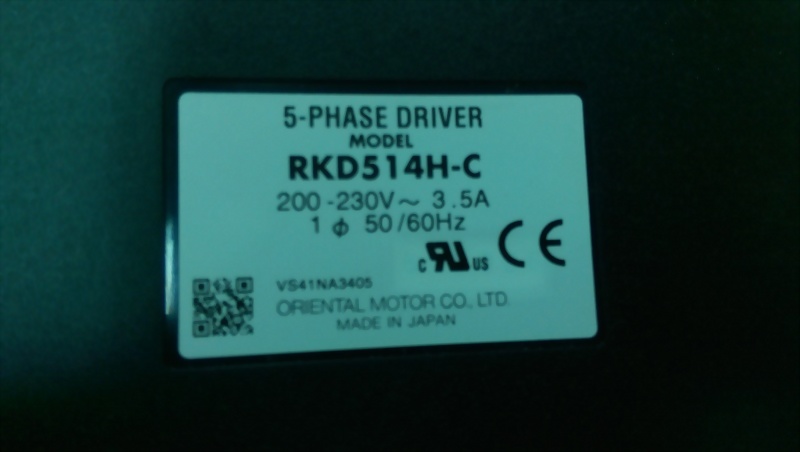 5-PHASE DRIVER
MODEL
RKD514H-C
200-230V~ 3.5A
1 ϕ 50/60Hz
c RU US CE
VS41NA3405
ORIENTAL MOTOR CO., LTD.
MADE IN JAPAN